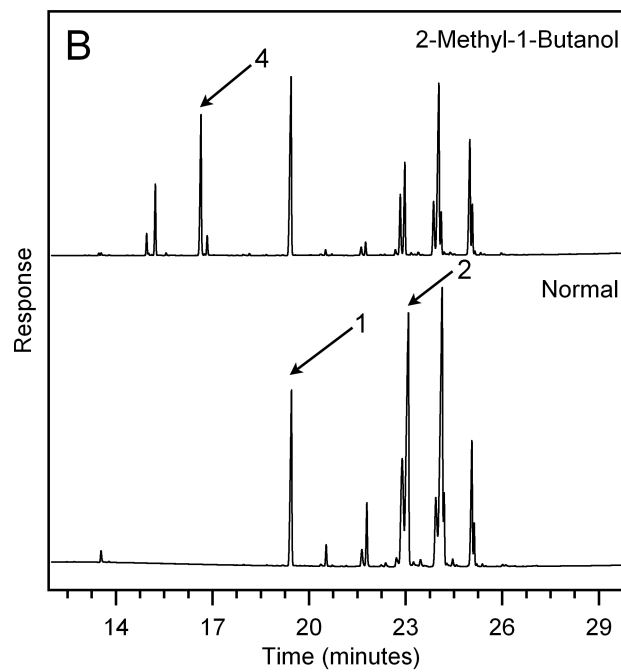 B
2-Methyl-1-Butanol
4
2
Normal
1
Response
14 17 20 23 26 29
Time (minutes)